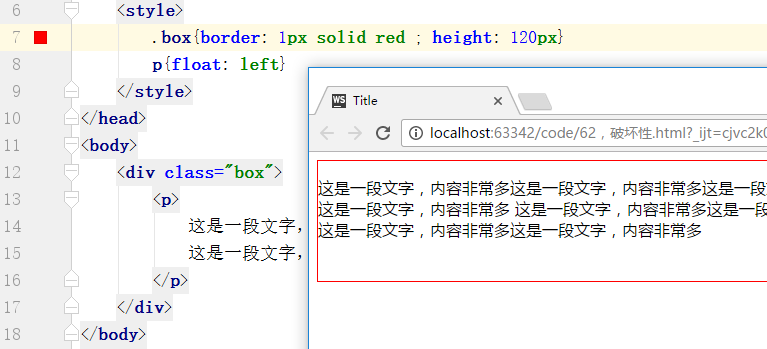 6 <style>
7 .box{border: 1px solid red ; height: 120px}
8 p{float: left}
9 </style>
10 </head>
11 <body>
12 <div class="box">
13 <p>
14 这是一段文字，
15 这是一段文字，
16 </p>
17 </div>
18 </body>
WS Title
localhost:63342/code/62，破坏性.html?_ijt=cjvc2k0
这是一段文字，内容非常多这是一段文字，内容非常多这是一段
这是一段文字，内容非常多 这是一段文字，内容非常多这是一段
这是一段文字，内容非常多这是一段文字，内容非常多